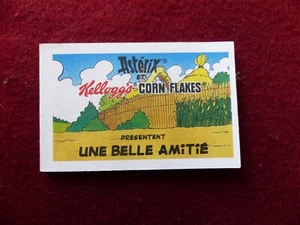 Astérix
ET
Kellogg's CORN FLAKES
PRESENTENT
UNE BELLE AMITIÉ